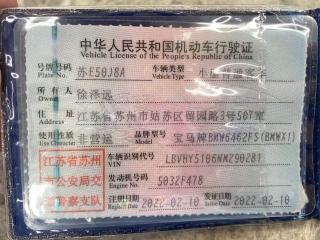 中华人民共和国机动车行驶证
Vehicle License of the People's Republic of China
号牌号码 苏E50J8A 车辆类型 小型普通客车
Plate No. Vehicle Type
所有人 徐泽远
Owner
住址 江苏省苏州市姑苏区留园路3号507室
Address
使用性质 非营运 品牌型号 宝马牌BMW6462FS(BMWX1)
江苏省苏州 车辆识别代号 LBVHY5106NMZ90281
VIN
市公安局交 发动机号码 5032F478
Engine No.
通警察支队 注册日期 2022-02-10 发证日期 2022-02-10
Issue Date